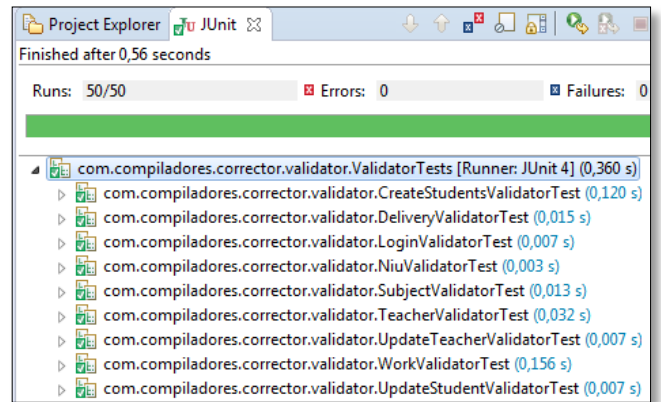 Project Explorer JUnit
Finished after 0,56 seconds
Runs: 50/50 Errors: 0 Failures: 0
com.compiladores.corrector.validator.ValidatorTests [Runner: JUnit 4] (0,360 s)
com.compiladores.corrector.validator.CreateStudentsValidatorTest (0,120 s)
com.compiladores.corrector.validator.DeliveryValidatorTest (0,015 s)
com.compiladores.corrector.validator.LoginValidatorTest (0,007 s)
com.compiladores.corrector.validator.NiuValidatorTest (0,003 s)
com.compiladores.corrector.validator.SubjectValidatorTest (0,013 s)
com.compiladores.corrector.validator.TeacherValidatorTest (0,032 s)
com.compiladores.corrector.validator.UpdateTeacherValidatorTest (0,007 s)
com.compiladores.corrector.validator.WorkValidatorTest (0,156 s)
com.compiladores.corrector.validator.UpdateStudentValidatorTest (0,007 s)